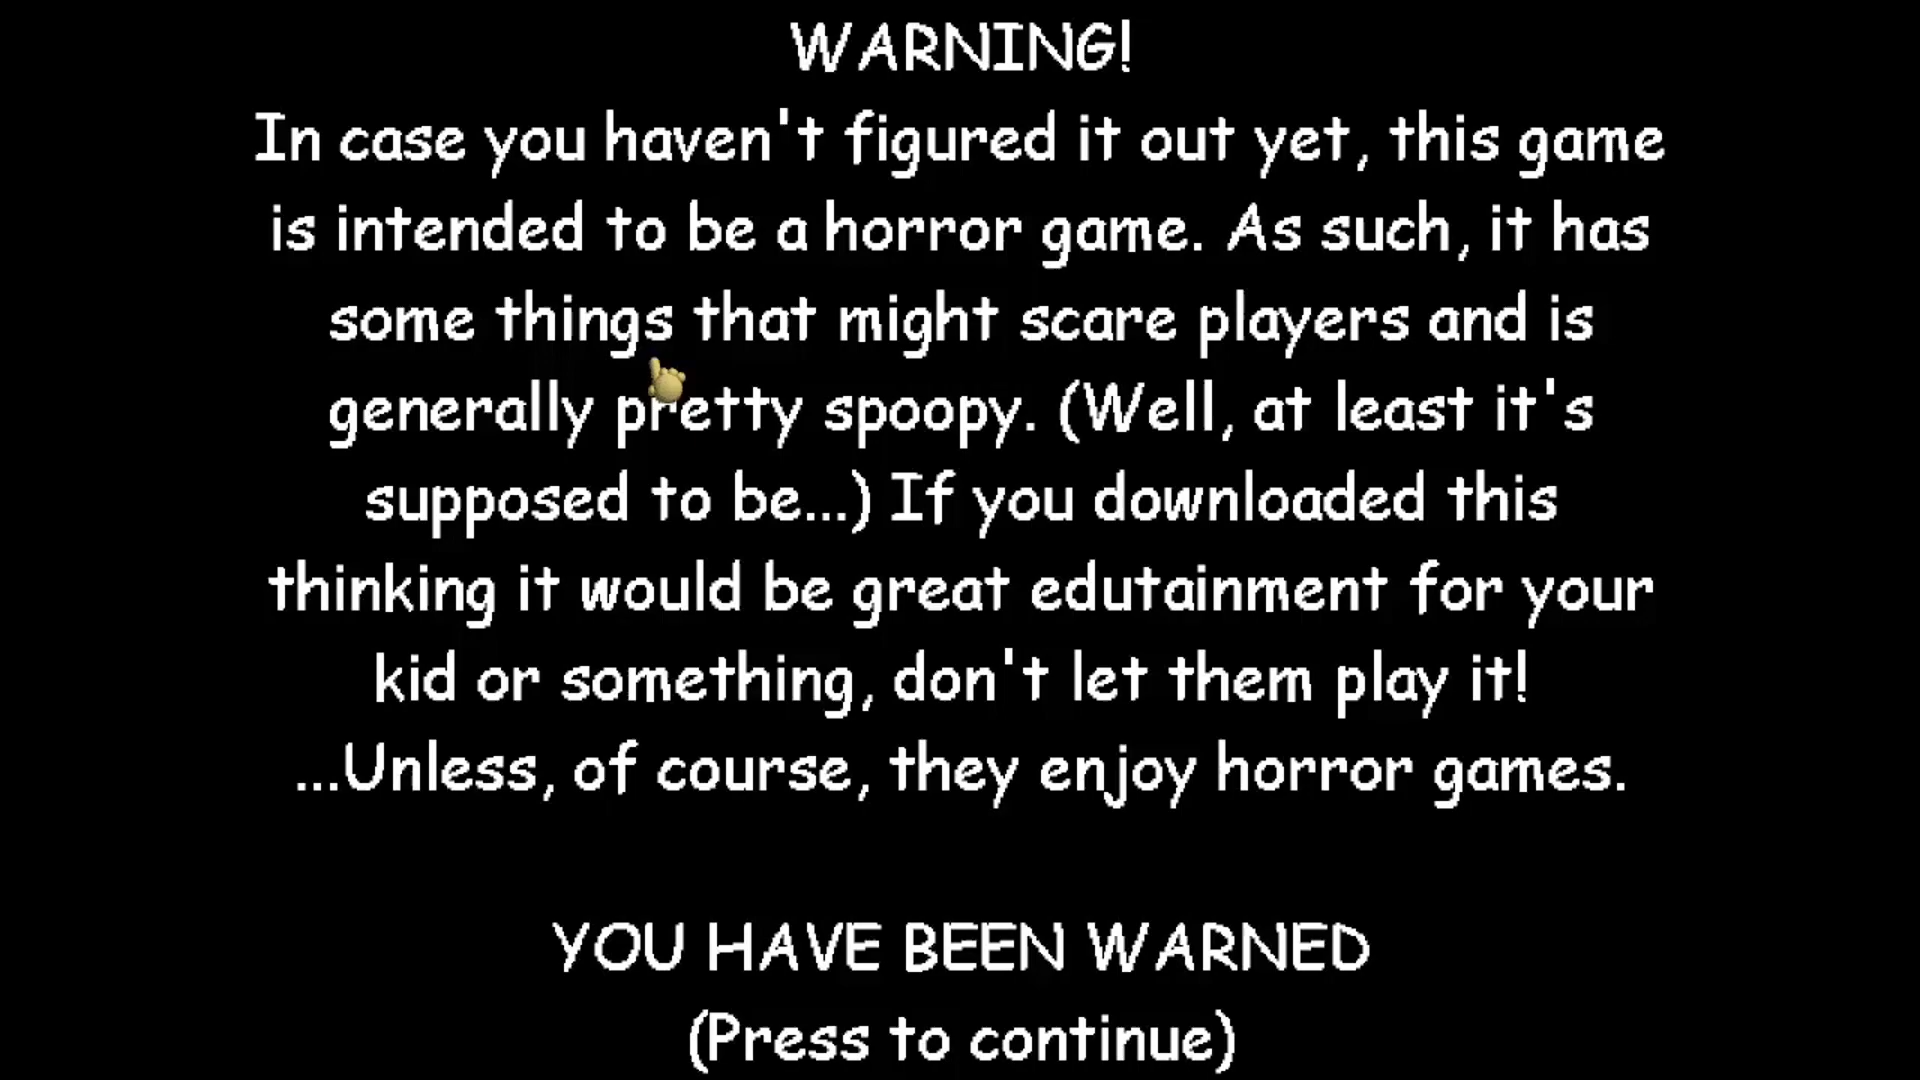 WARNING!
In case you haven't figured it out yet, this game
is intended to be a horror game. As such, it has
some things that might scare players and is
generally pretty spoopy. (Well, at least it's
supposed to be...) If you downloaded this
thinking it would be great edutainment for your
kid or something, don't let them play it!
...Unless, of course, they enjoy horror games.
YOU HAVE BEEN WARNED
(Press to continue)